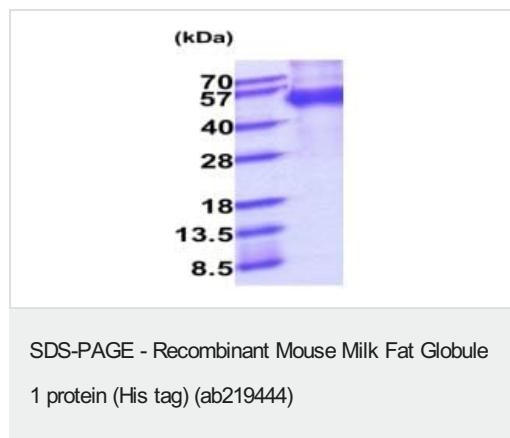 (kDa)
70
57
40
28
18
13.5
8.5
SDS-PAGE - Recombinant Mouse Milk Fat Globule
1 protein (His tag) (ab219444)